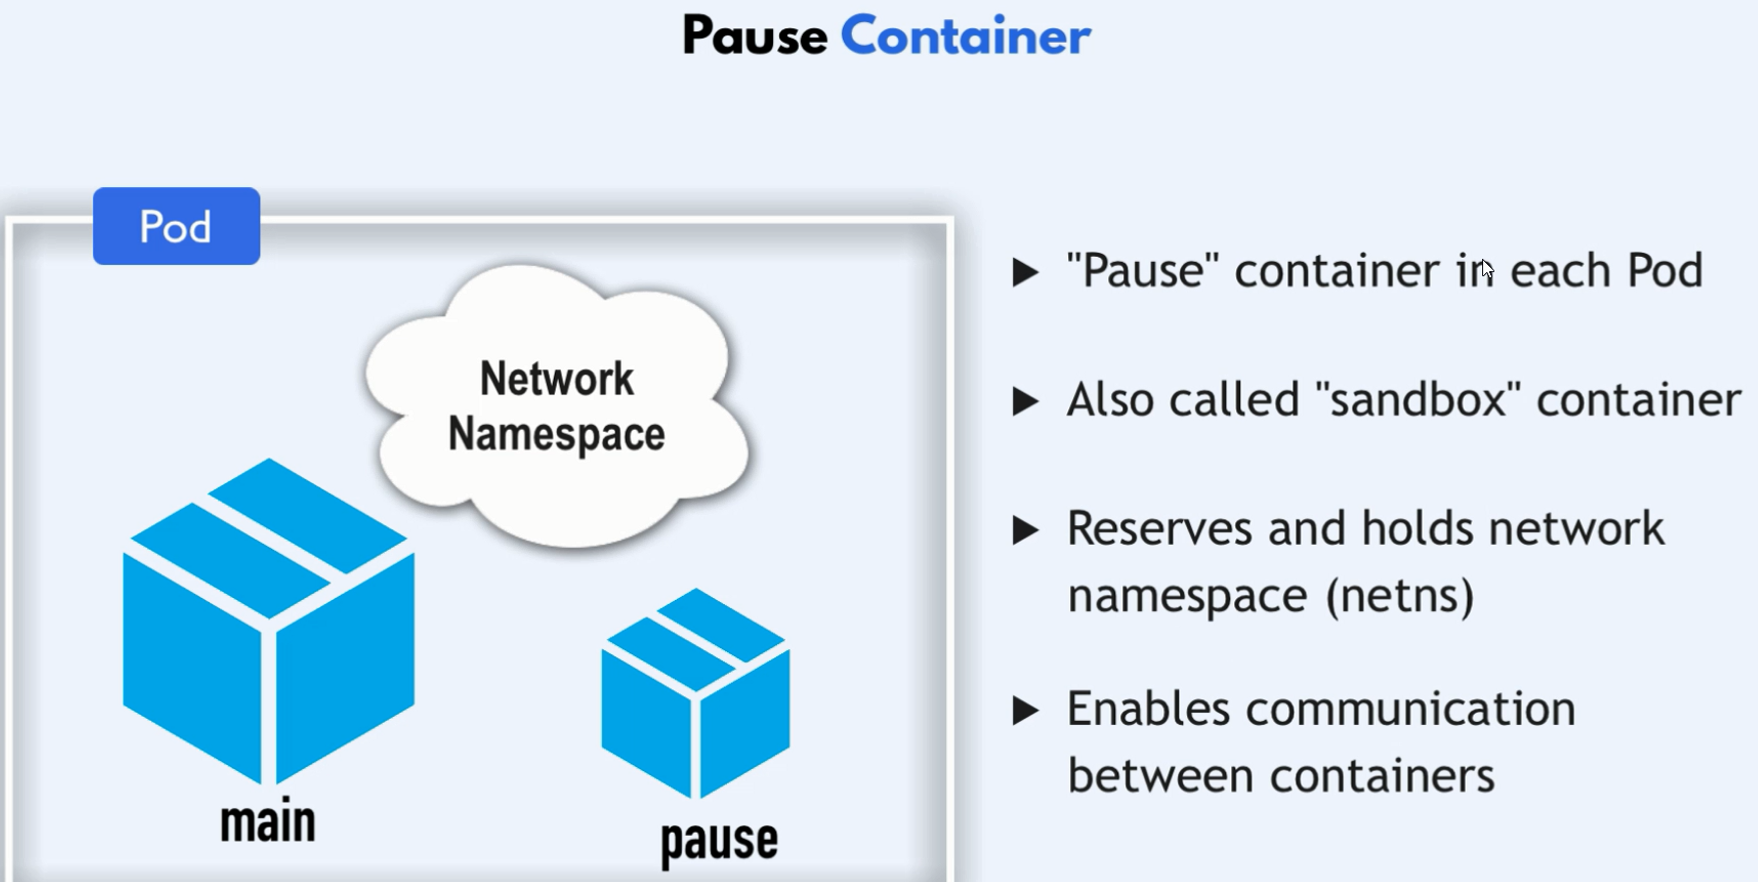 Pause Container
Pod
Network
Namespace
main
pause
▶ "Pause" container in each Pod
▶ Also called "sandbox" container
▶ Reserves and holds network
namespace (netns)
▶ Enables communication
between containers